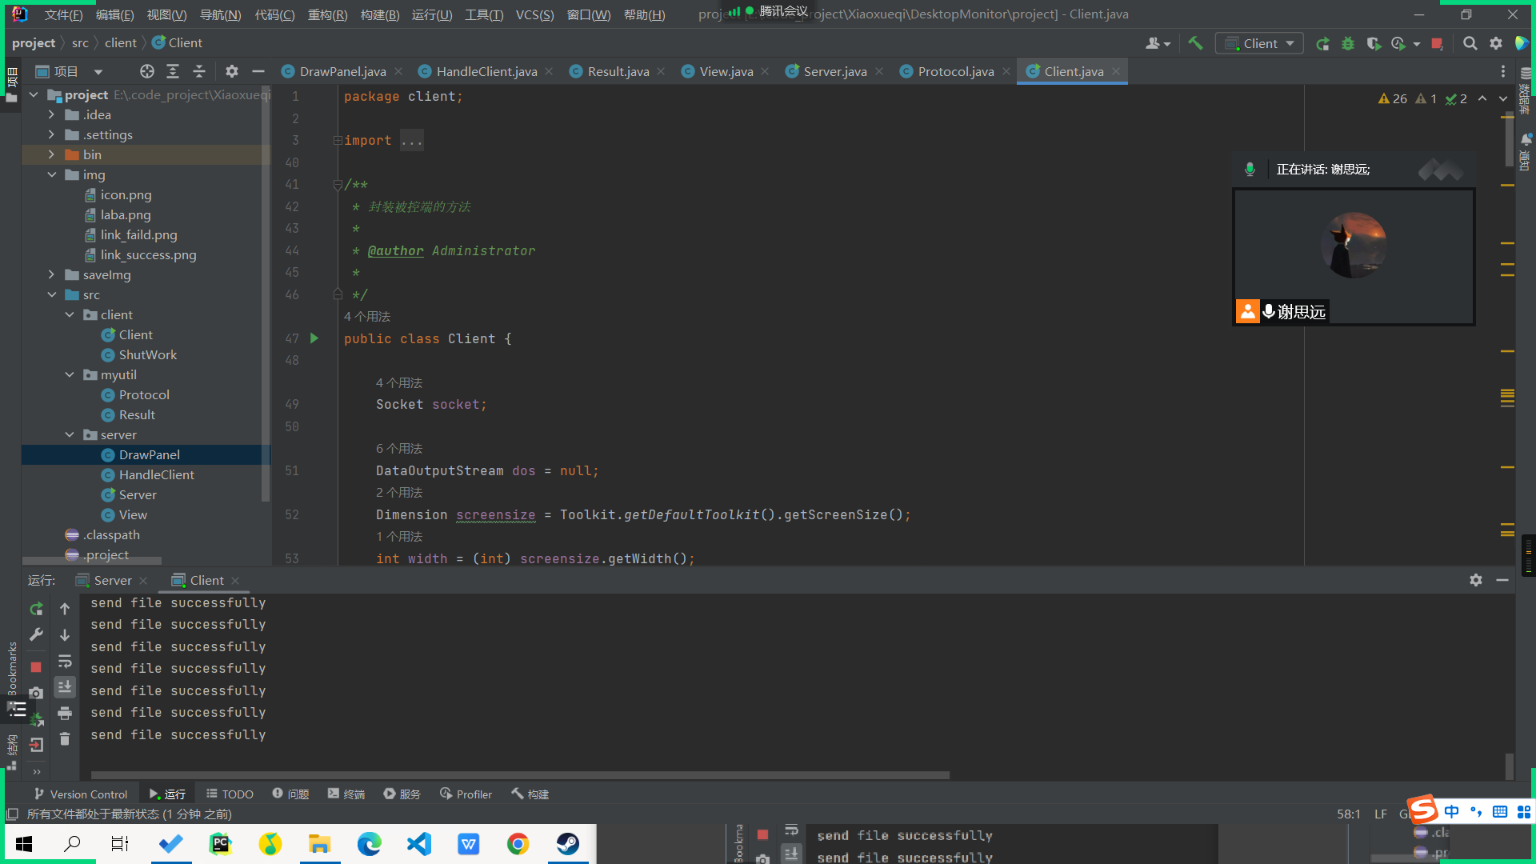 文件(F) 编辑(E) 视图(V) 导航(N) 代码(C) 重构(R) 构建(B) 运行(U) 工具(T) VCS(S) 窗口(W) 帮助(H)
腾讯会议
project\Xiaoxueqi\DesktopMonitor\project] - Client.java
project src client Client
Client
项目
DrawPanel.java HandleClient.java Result.java View.java Server.java Protocol.java Client.java
project E:\.code_project\Xiaoxueqi
.idea
.settings
bin
img
icon.png
laba.png
link_faild.png
link_success.png
saveImg
src
client
Client
ShutWork
myutil
Protocol
Result
server
DrawPanel
HandleClient
Server
View
.classpath
.project
26 1 2
1 package client;
2
3 import ...
40
41 /**
42 * 封装被控端的方法
43 *
44 * @author Administrator
45 *
46 */
4 个用法
47 public class Client {
48
4 个用法
49 Socket socket;
50
6 个用法
51 DataOutputStream dos = null;
2 个用法
52 Dimension screensize = Toolkit.getDefaultToolkit().getScreenSize();
1 个用法
53 int width = (int) screensize.getWidth();
正在讲话: 谢思远;
谢思远
项目
数据库
通知
Bookmarks
结构
运行: Server Client
send file successfully
send file successfully
send file successfully
send file successfully
send file successfully
send file successfully
send file successfully
Version Control 运行 TODO 问题 终端 服务 Profiler 构建
所有文件都处于最新状态 (1 分钟 之前)
58:1 LF
中
send file successfully
send file successfully